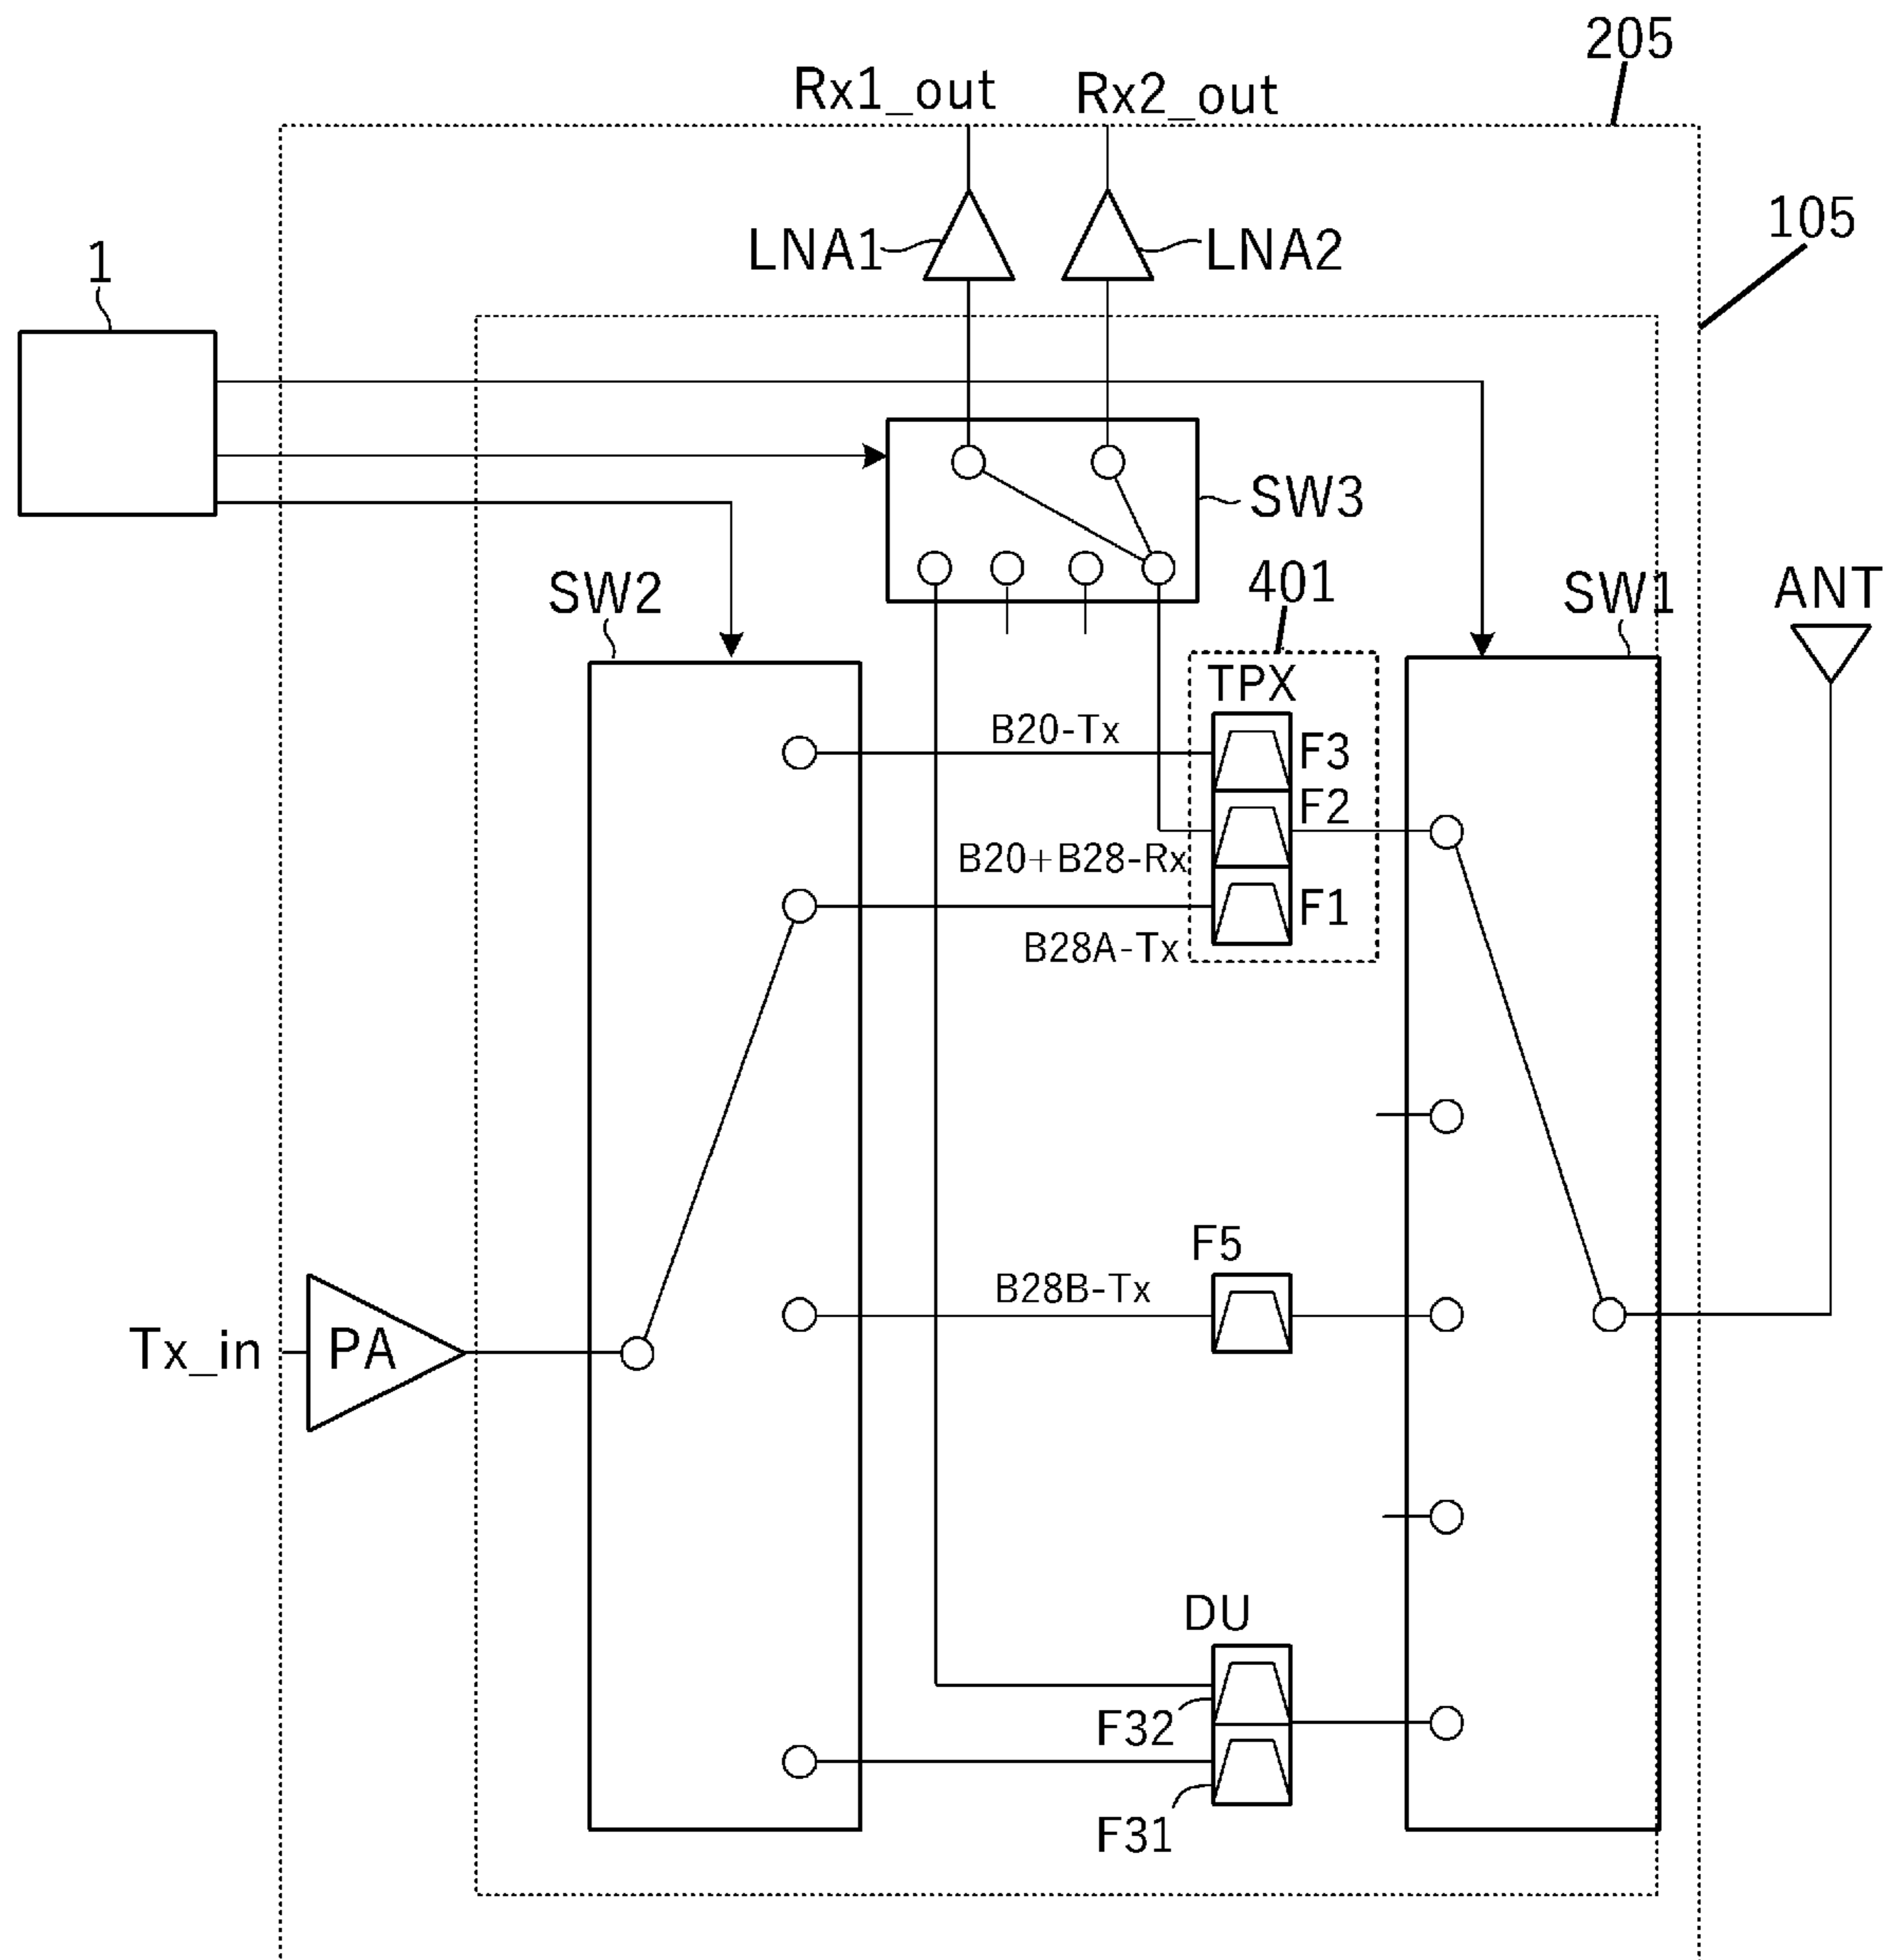 205
Rx1_out
Rx2_out
105
LNA1
LNA2
1
SW3
SW2
401
SW1
ANT
TPX
B20-Tx
F3
F2
B20+B28-Rx
F1
B28A-Tx
F5
B28B-Tx
Tx_in
PA
DU
F32
F31